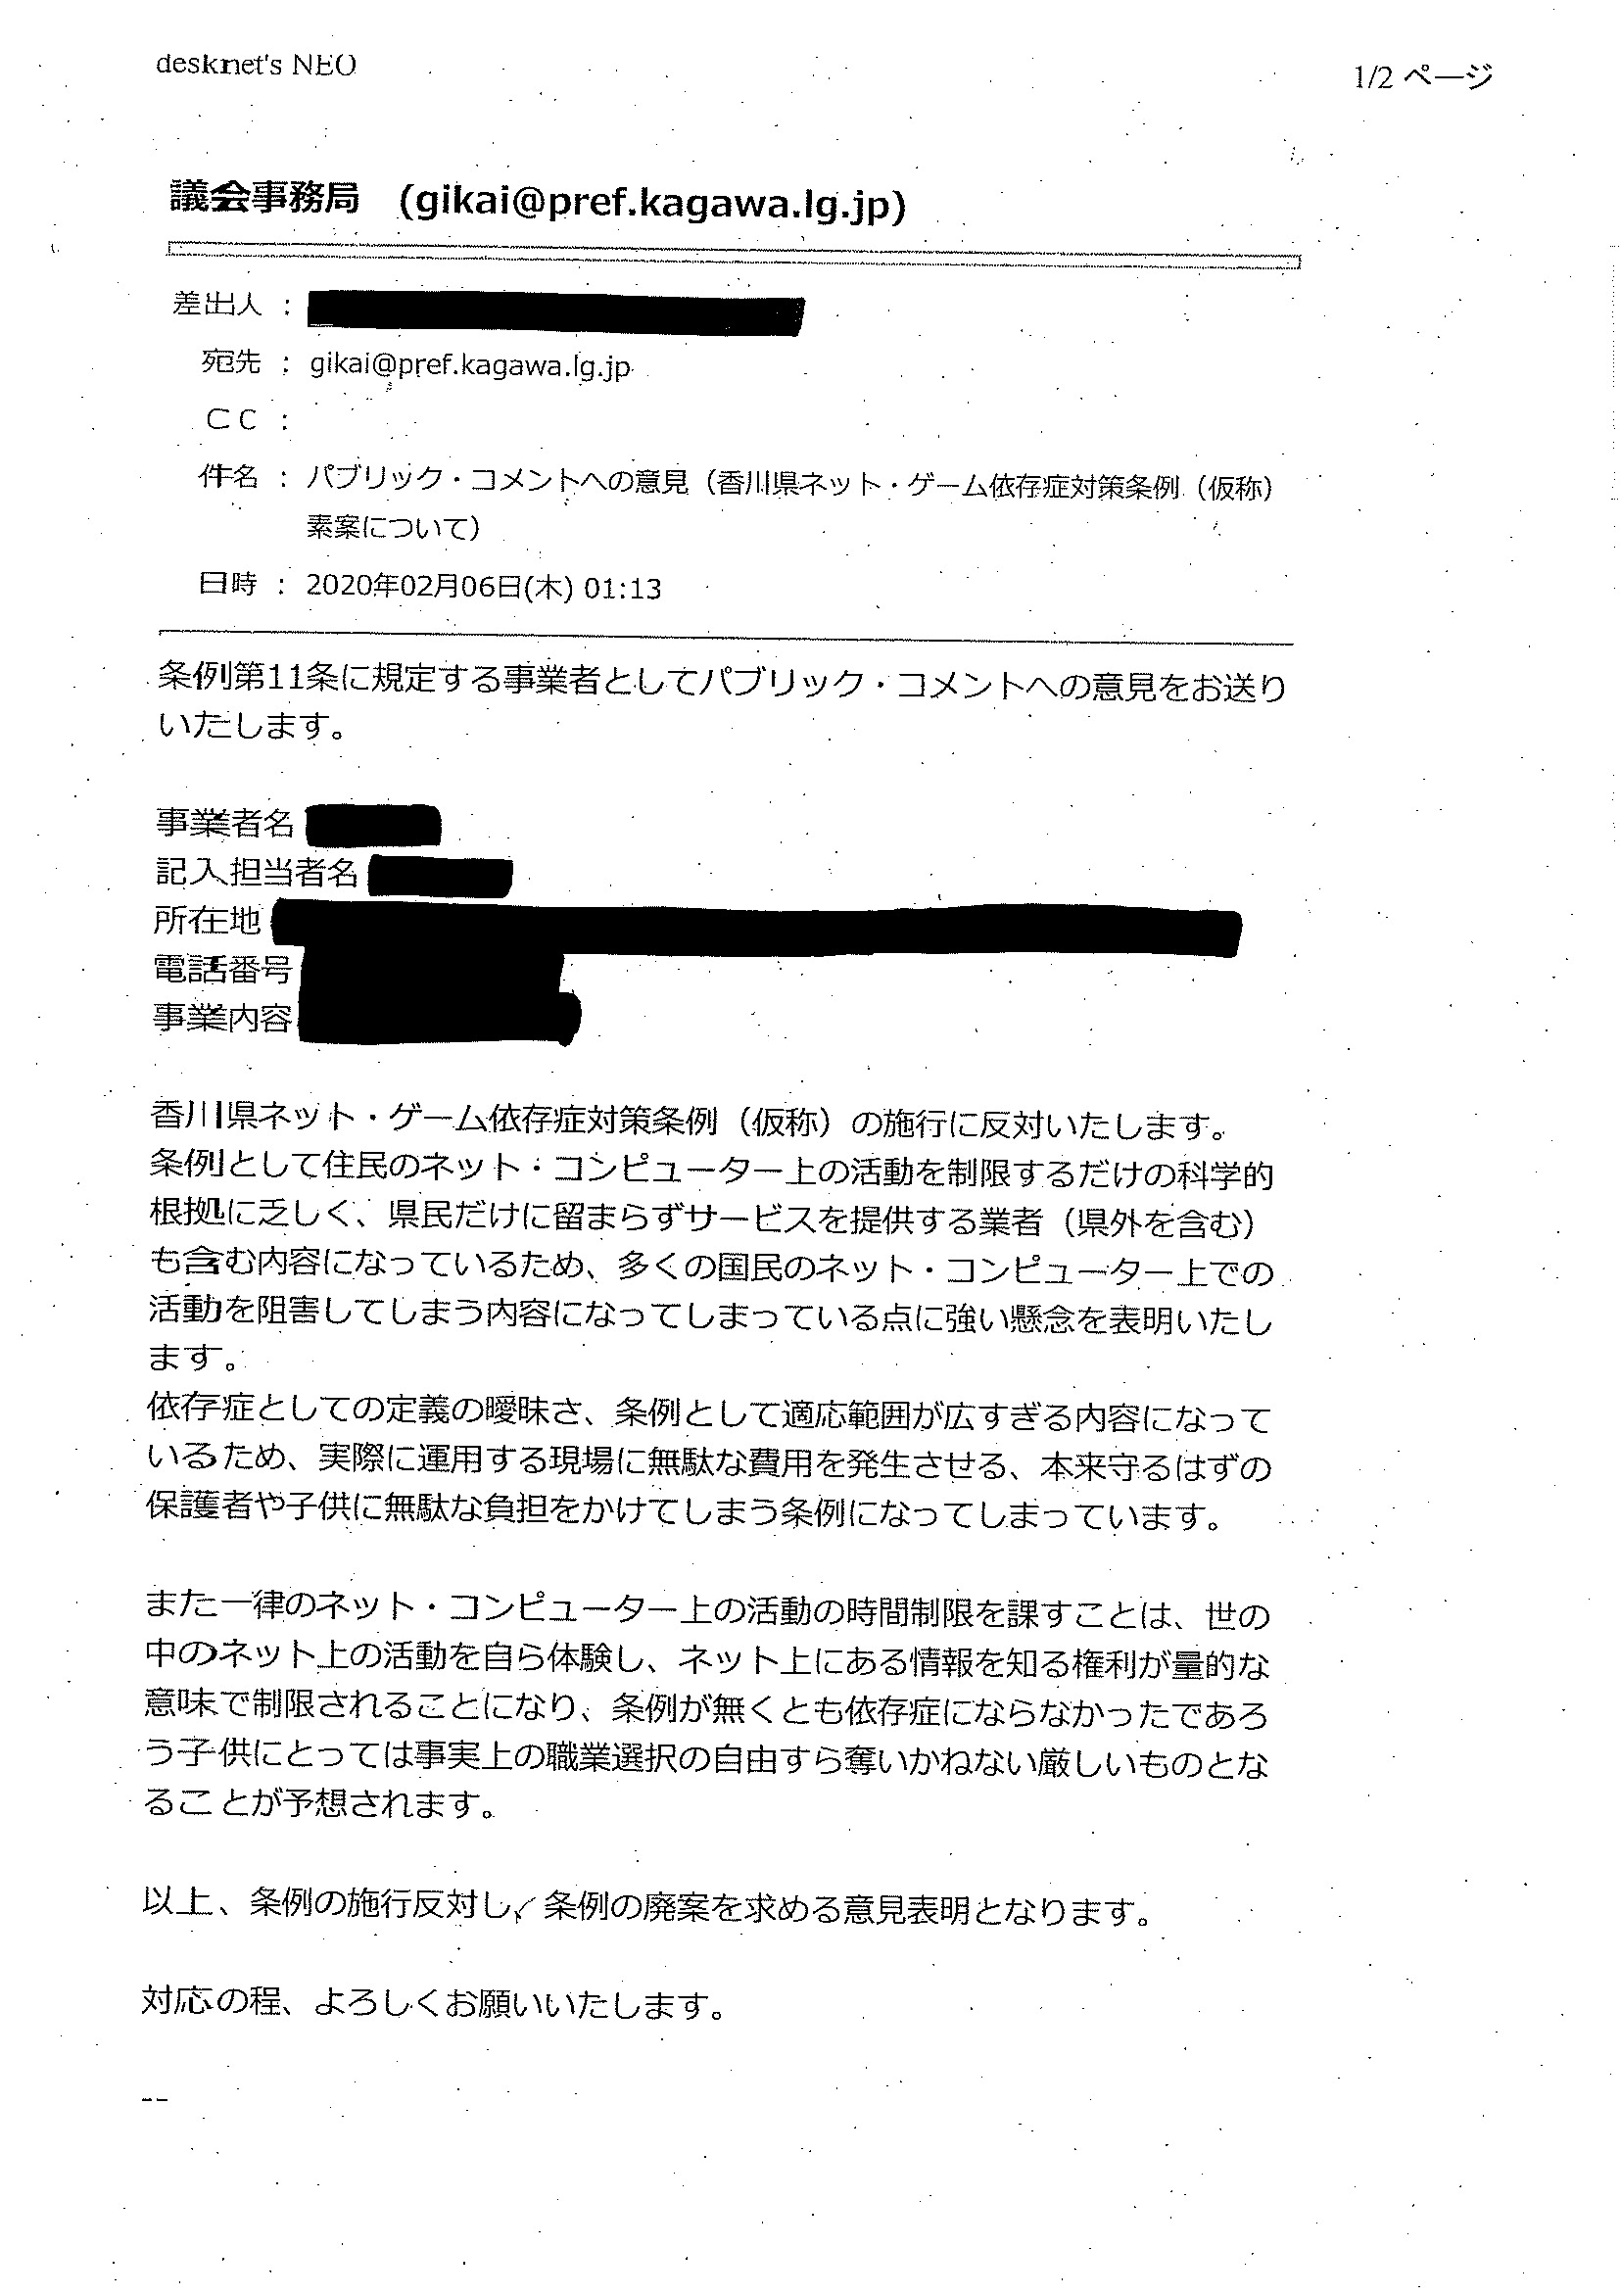 desknet's NEO
1/2 ページ
議会事務局 (gikai@pref.kagawa.lg.jp)
差出人 :
宛先 : gikai@pref.kagawa.lg.jp
ＣＣ :
件名 : パブリック・コメントへの意見（香川県ネット・ゲーム依存症対策条例（仮称）
素案について）
日時 : 2020年02月06日(木) 01:13
条例第11条に規定する事業者としてパブリック・コメントへの意見をお送り
いたします。
事業者名
記入担当者名
所在地
電話番号
事業内容
香川県ネット・ゲーム依存症対策条例（仮称）の施行に反対いたします。
条例として住民のネット・コンピューター上の活動を制限するだけの科学的
根拠に乏しく、県民だけに留まらずサービスを提供する業者（県外を含む）
も含む内容になっているため、多くの国民のネット・コンピューター上での
活動を阻害してしまう内容になってしまっている点に強い懸念を表明いたし
ます。
依存症としての定義の曖昧さ、条例として適応範囲が広すぎる内容になって
いるため、実際に運用する現場に無駄な費用を発生させる、本来守るはずの
保護者や子供に無駄な負担をかけてしまう条例になってしまっています。
また一律のネット・コンピューター上の活動の時間制限を課すことは、世の
中のネット上の活動を自ら体験し、ネット上にある情報を知る権利が量的な
意味で制限されることになり、条例が無くとも依存症にならなかったであろ
う子供にとっては事実上の職業選択の自由すら奪いかねない厳しいものとな
ることが予想されます。
以上、条例の施行反対し、条例の廃案を求める意見表明となります。
対応の程、よろしくお願いいたします。
--